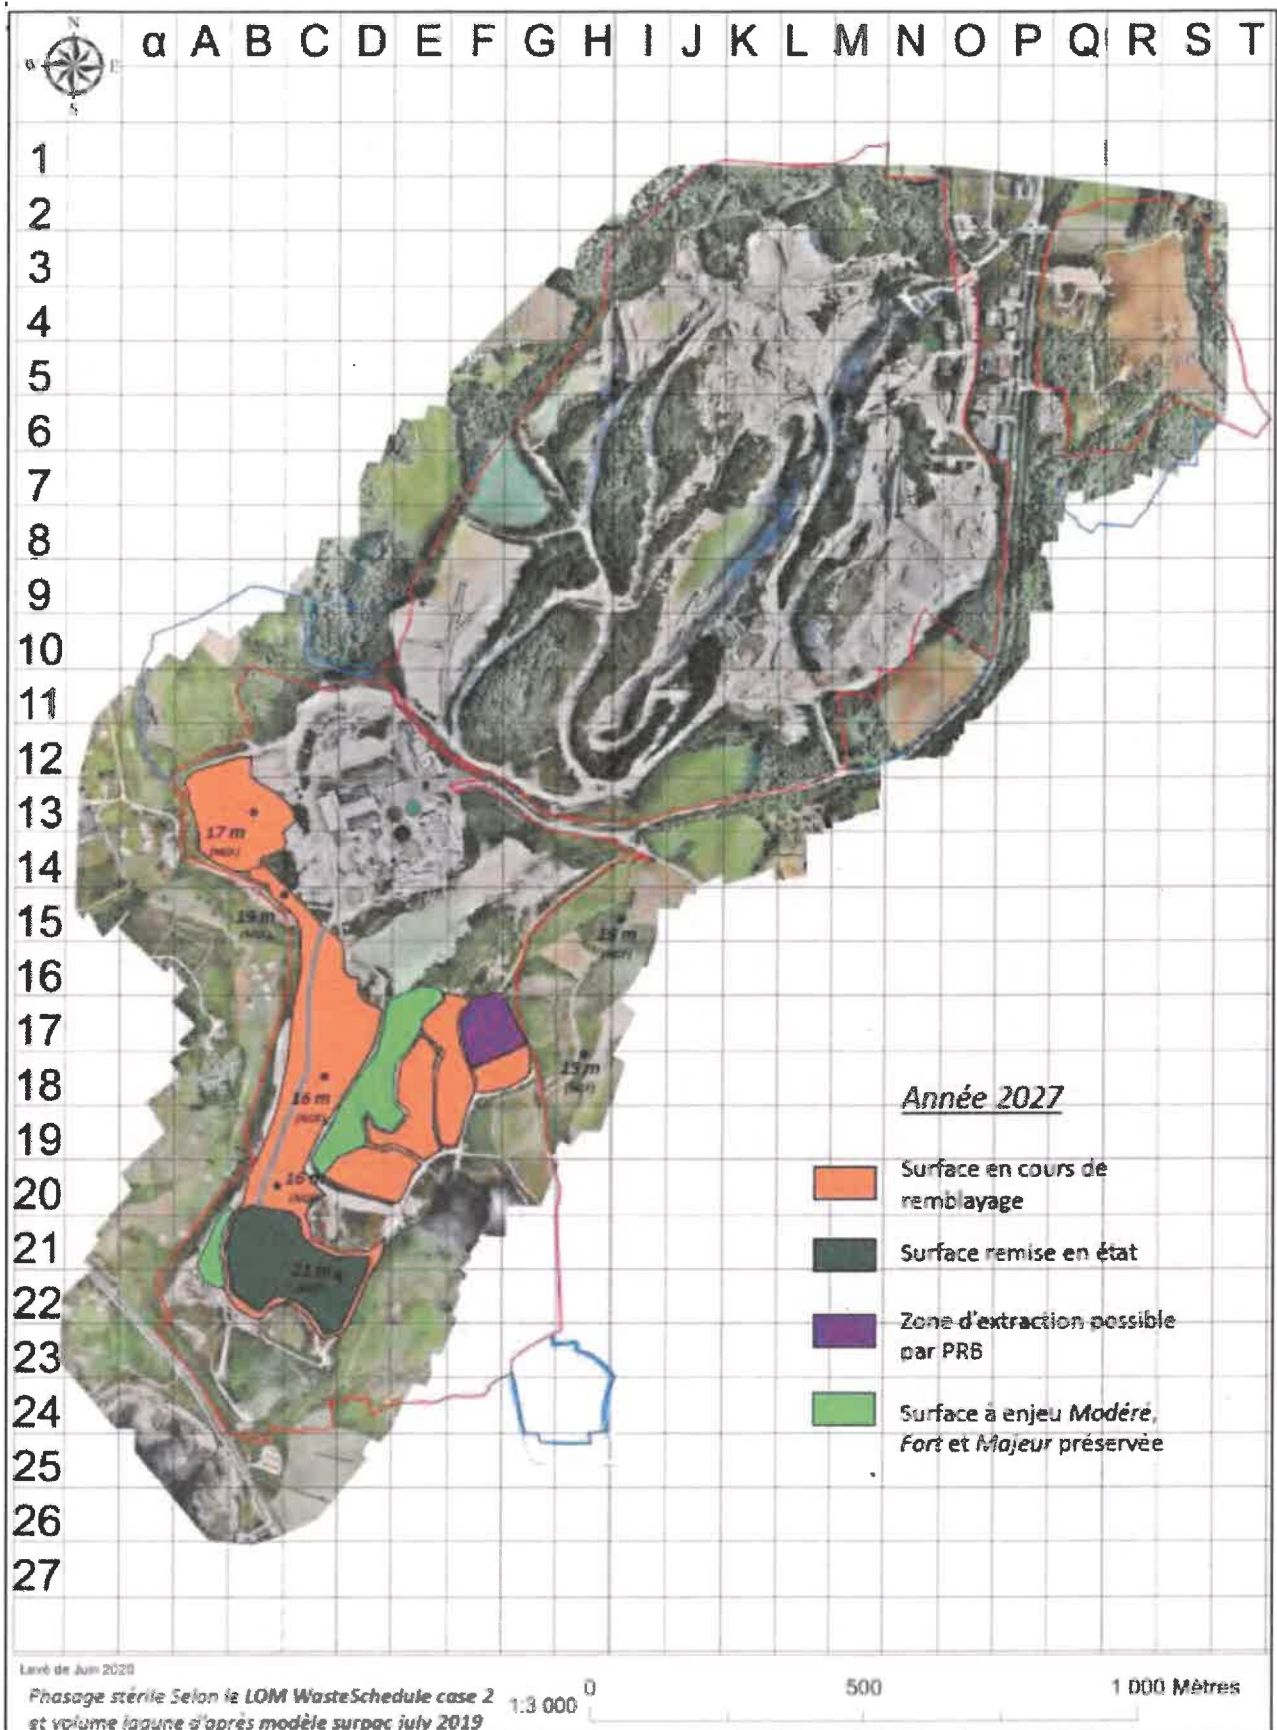 N
E
S
α A B C D E F G H I J K L M N O P Q R S T
1
2
3
4
5
6
7
8
9
10
11
12
13
14
15
16
17
18
19
20
21
22
23
24
25
26
27
17 m
(NGF)
19 m
15 m
(NGF)
15 m
(NGF)
16 m
16 m
21 m
Année 2027
Surface en cours de
remblayage
Surface remise en état
Zone d'extraction possible
par PRB
Surface à enjeu Modéré,
Fort et Majeur préservée
Levé de Juin 2020
Phasage stérile Selon le LOM WasteSchedule case 2
et volume lagune d'après modèle surpac july 2019
1:3 000
0 500 1 000 Mètres